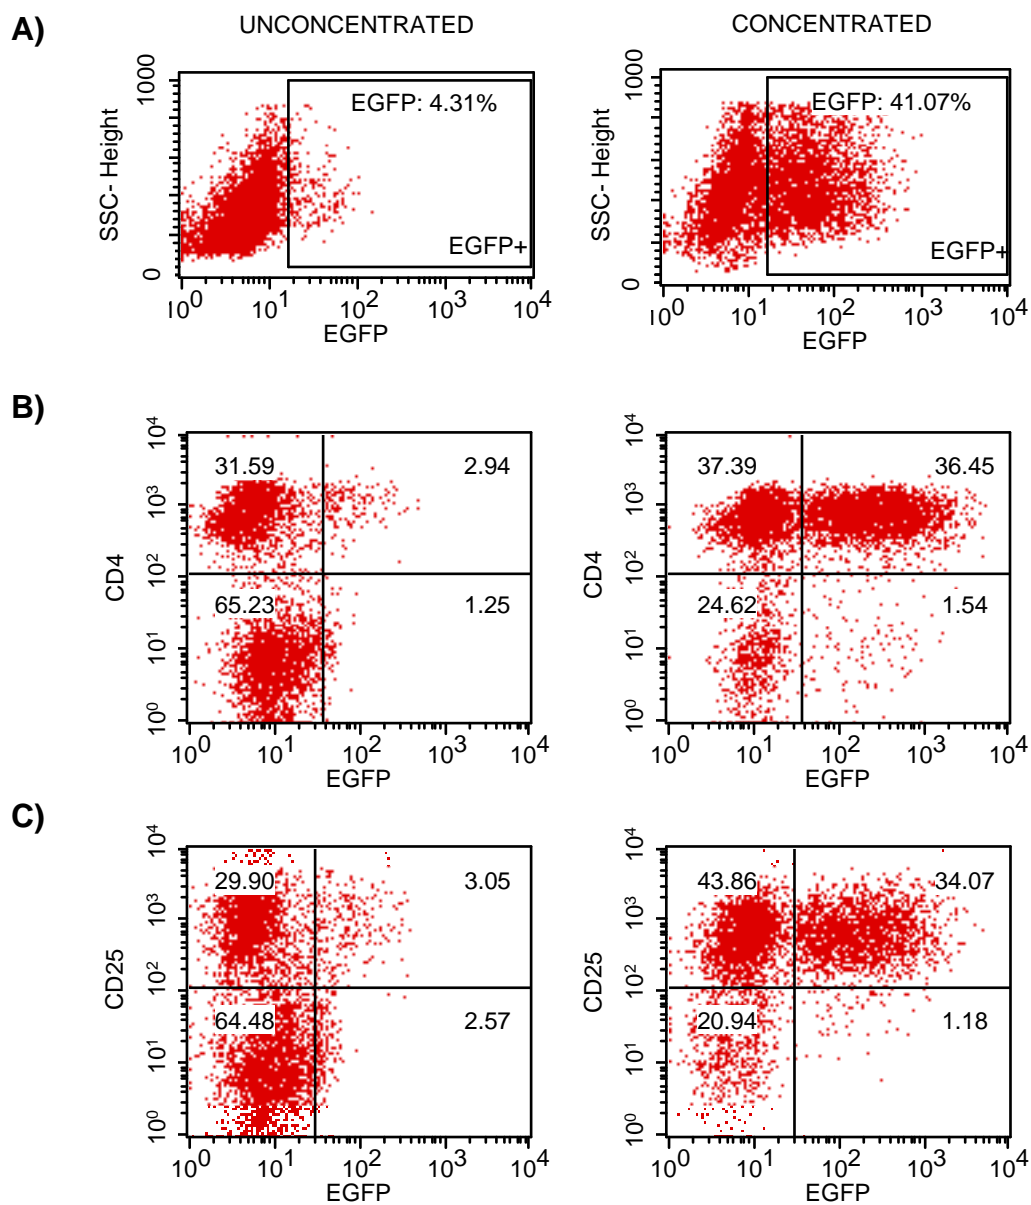 A)
UNCONCENTRATED
CONCENTRATED
SSC- Height
1000
0
EGFP: 4.31%
EGFP+
10^0 10^1 10^2 10^3 10^4
EGFP
SSC- Height
1000
0
EGFP: 41.07%
EGFP+
10^0 10^1 10^2 10^3 10^4
EGFP
B)
CD4
10^4
10^3
10^2
10^1
10^0
31.59 2.94
65.23 1.25
10^0 10^1 10^2 10^3 10^4
EGFP
CD4
10^4
10^3
10^2
10^1
10^0
37.39 36.45
24.62 1.54
10^0 10^1 10^2 10^3 10^4
EGFP
C)
CD25
10^4
10^3
10^2
10^1
10^0
29.90 3.05
64.48 2.57
10^0 10^1 10^2 10^3 10^4
EGFP
CD25
10^4
10^3
10^2
10^1
10^0
43.86 34.07
20.94 1.18
10^0 10^1 10^2 10^3 10^4
EGFP